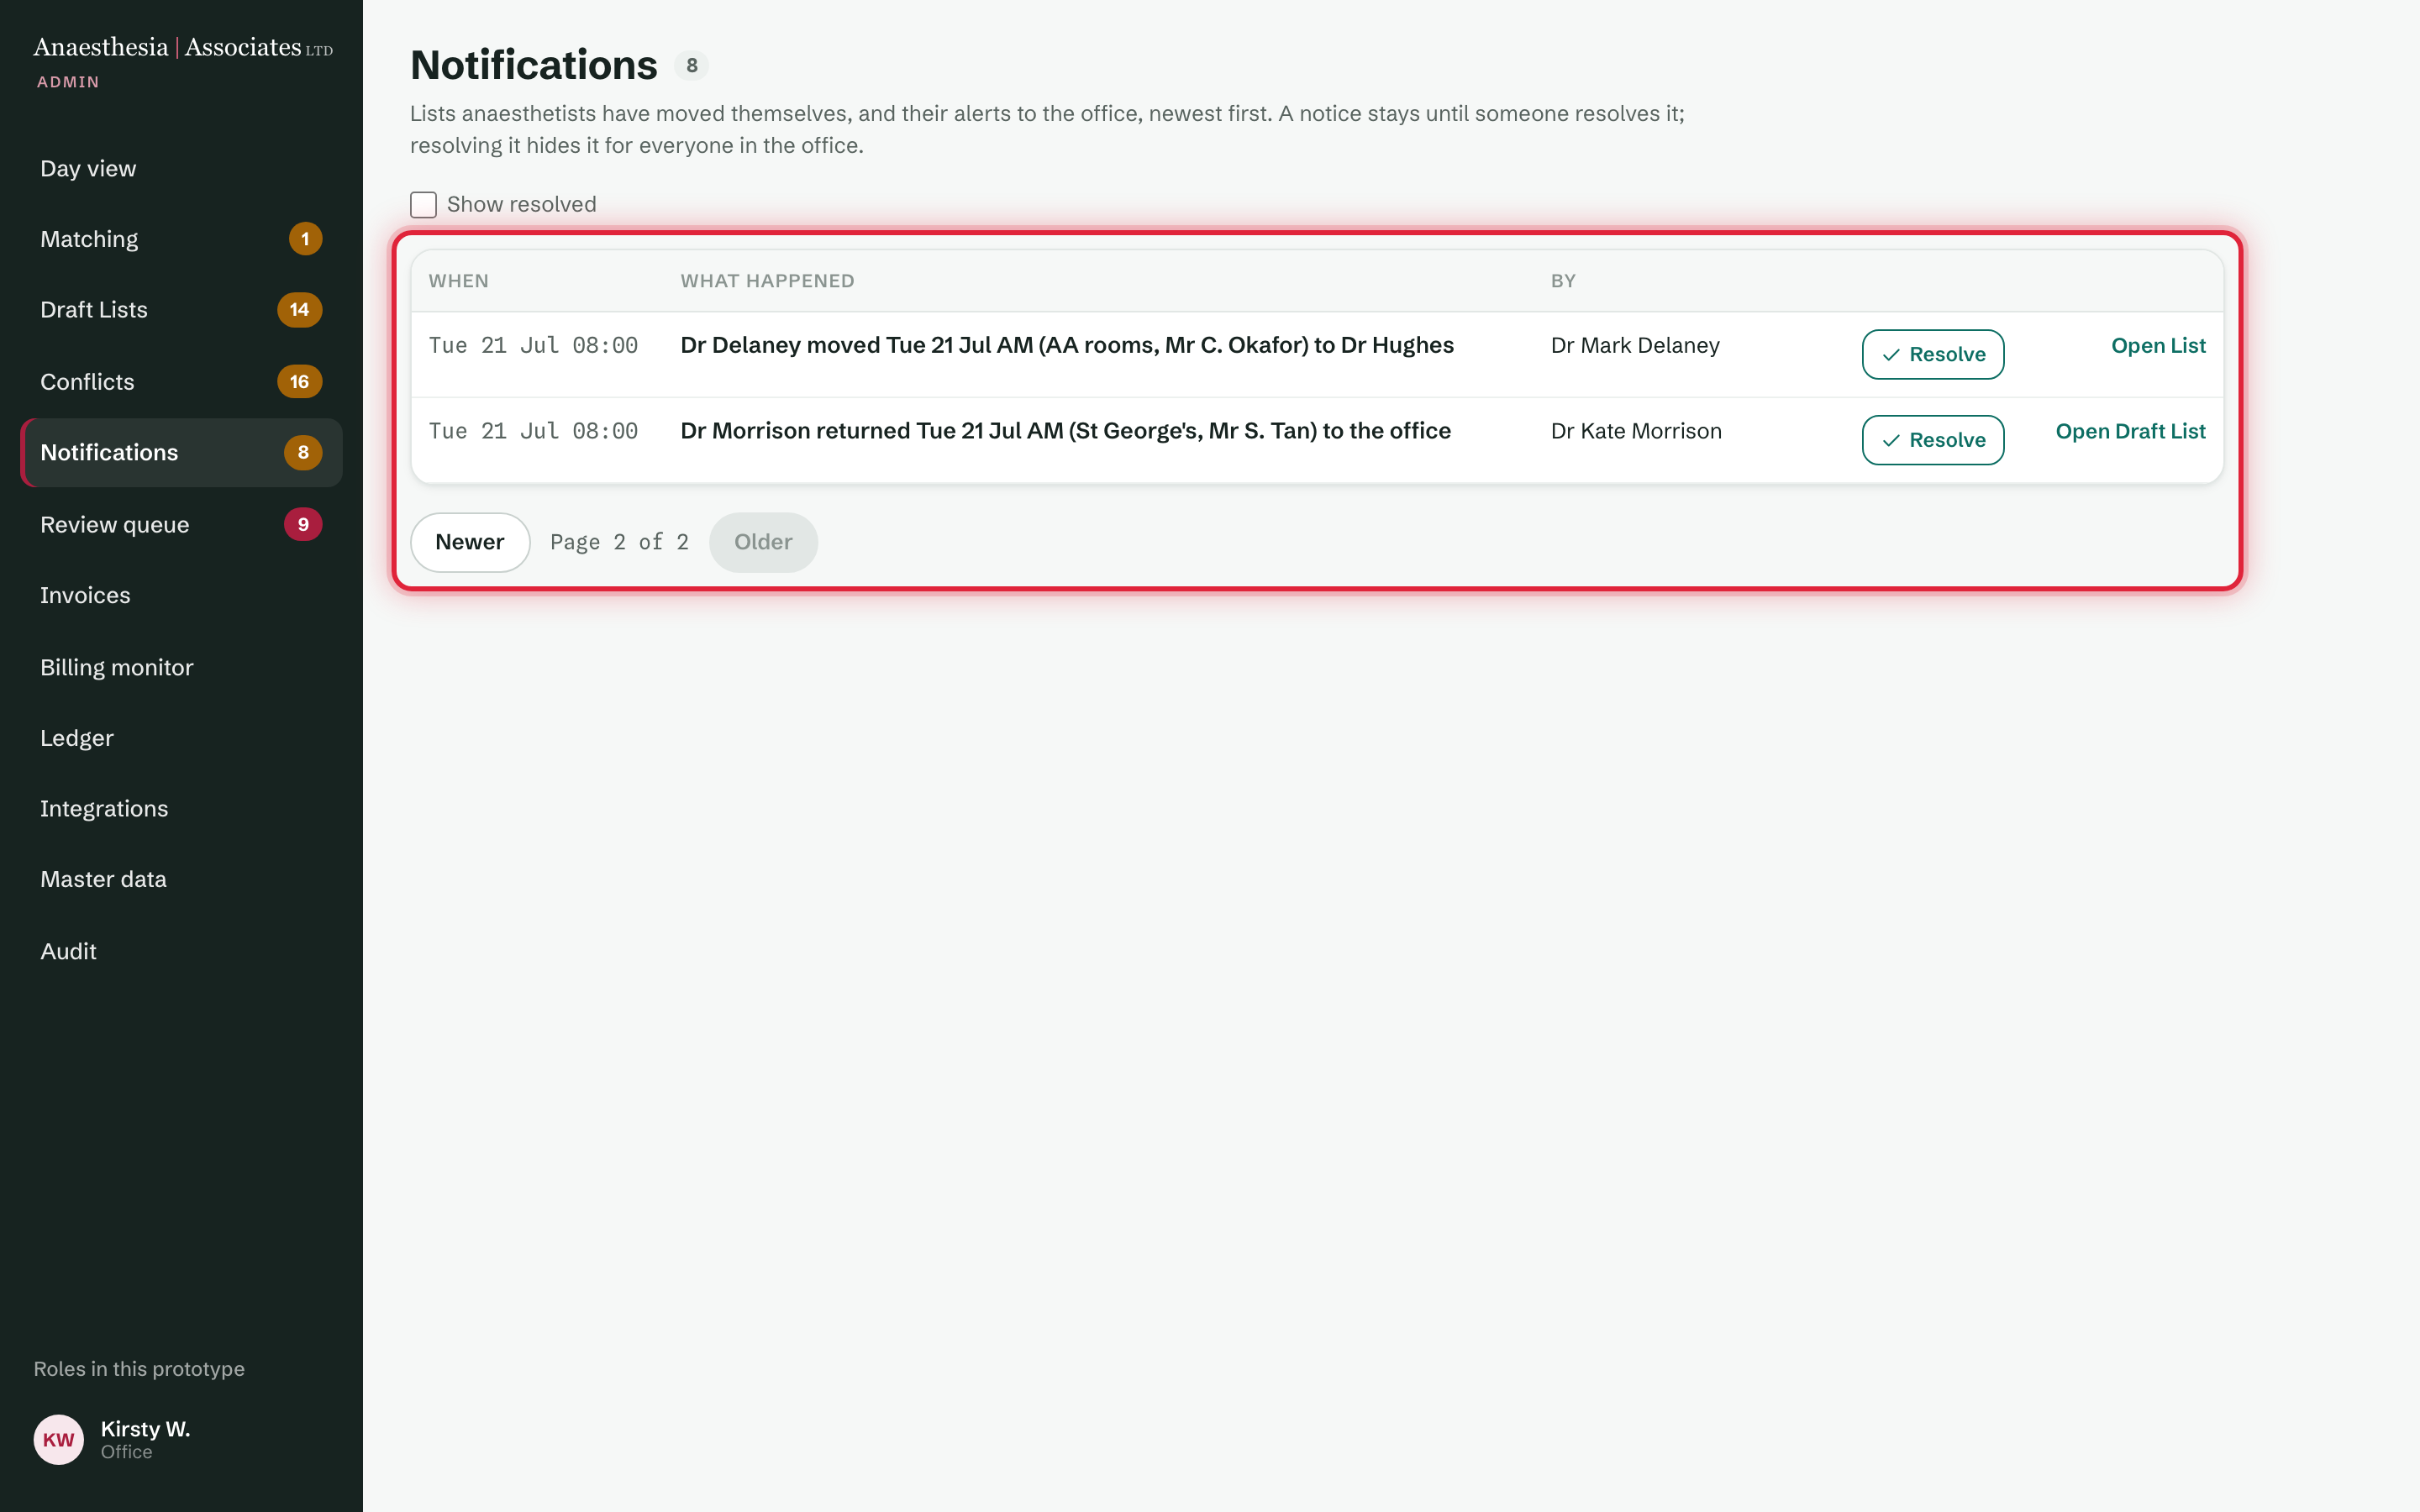 Anaesthesia | Associates LTD
ADMIN
Day view
Matching 1
Draft Lists 14
Conflicts 16
Notifications 8
Review queue 9
Invoices
Billing monitor
Ledger
Integrations
Master data
Audit
Roles in this prototype
KW
Kirsty W.
Office
Notifications 8
Lists anaesthetists have moved themselves, and their alerts to the office, newest first. A notice stays until someone resolves it;
resolving it hides it for everyone in the office.
Show resolved
WHEN WHAT HAPPENED BY
Tue 21 Jul 08:00 Dr Delaney moved Tue 21 Jul AM (AA rooms, Mr C. Okafor) to Dr Hughes Dr Mark Delaney Resolve Open List
Tue 21 Jul 08:00 Dr Morrison returned Tue 21 Jul AM (St George's, Mr S. Tan) to the office Dr Kate Morrison Resolve Open Draft List
Newer Page 2 of 2 Older